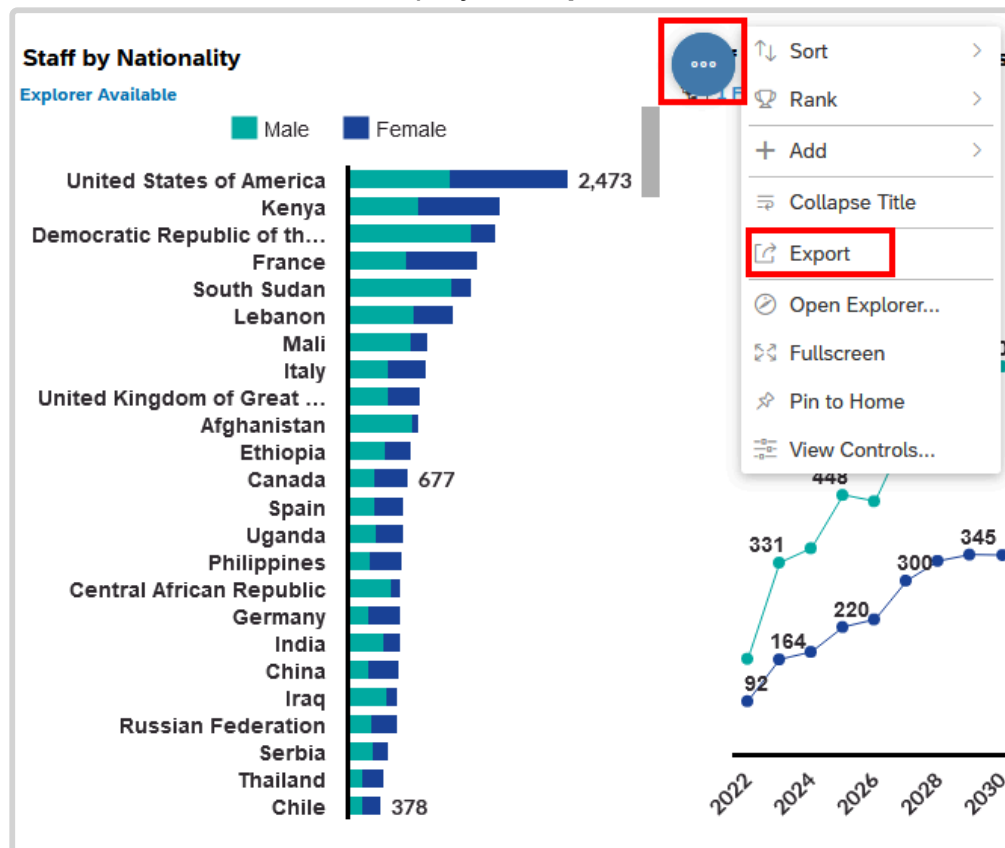 Staff by Nationality
Explorer Available
Male Female
United States of America 2,473
Kenya
Democratic Republic of th...
France
South Sudan
Lebanon
Mali
Italy
United Kingdom of Great ...
Afghanistan
Ethiopia
Canada 677
Spain
Uganda
Philippines
Central African Republic
Germany
India
China
Iraq
Russian Federation
Serbia
Thailand
Chile 378
Sort
Rank
Add
Collapse Title
Export
Open Explorer...
Fullscreen
Pin to Home
View Controls...
448
331
345
300
220
164
92
2022 2024 2026 2028 2030